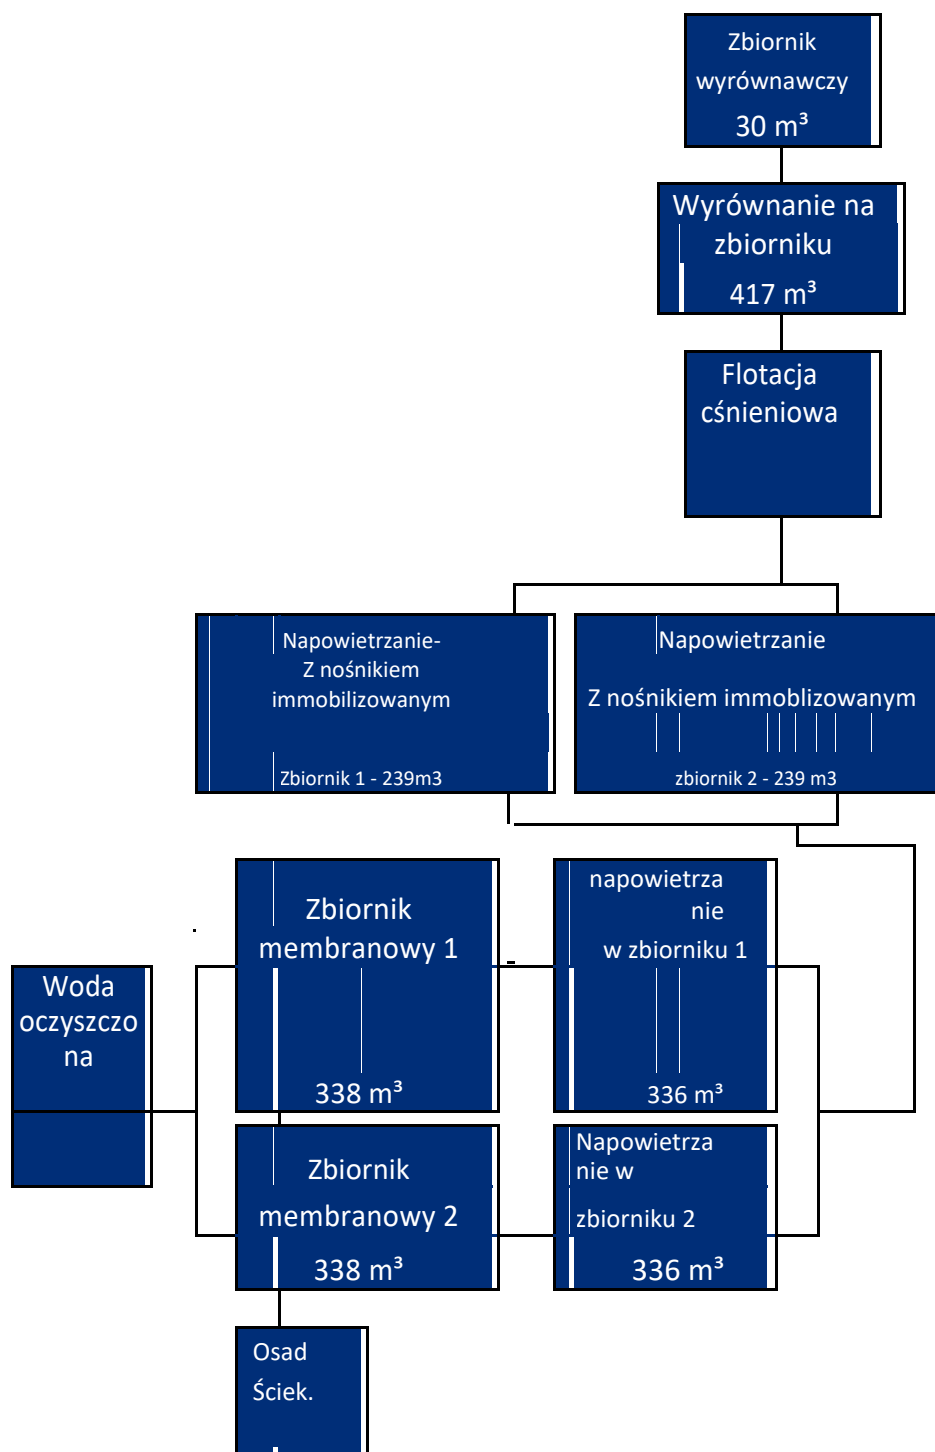 Zbiornik
wyrównawczy
30 m³
Wyrównanie na
zbiorniku
417 m³
Flotacja
cśnieniowa
Napowietrzanie-
Z nośnikiem
immobilizowanym
Zbiornik 1 - 239m3
Napowietrzanie
Z nośnikiem immoblizowanym
zbiornik 2 - 239 m3
Zbiornik
membranowy 1
338 m³
napowietrza
nie
w zbiorniku 1
336 m³
Woda
oczyszczo
na
Zbiornik
membranowy 2
338 m³
Napowietrza
nie w
zbiorniku 2
336 m³
Osad
Ściek.